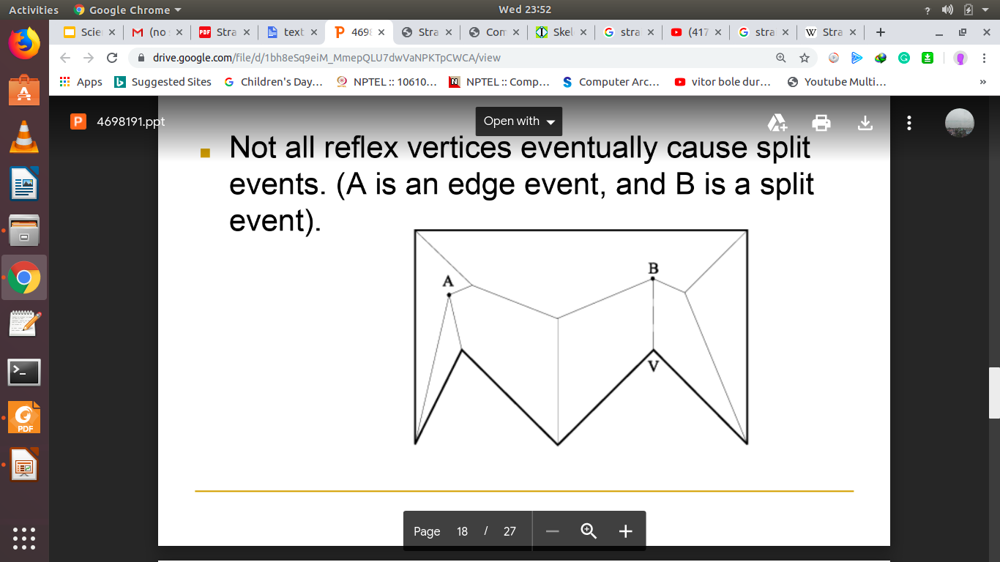 Activities Google Chrome Wed 23:52 ?
Scie (no PDF Stra text 4698 Stra Com Skel stra (417 stra W Stra
drive.google.com/file/d/1bh8eSq9eiM_MmepQLU7dwVaNPKTpCWCA/view
Apps Suggested Sites Children's Day... NPTEL :: 10610... NPTEL :: Comp... Computer Arc... vitor bole dur... Youtube Multi... »
P 4698191.ppt Open with
Not all reflex vertices eventually cause split
events. (A is an edge event, and B is a split
event).
A
B
V
PDF
Page 18 / 27